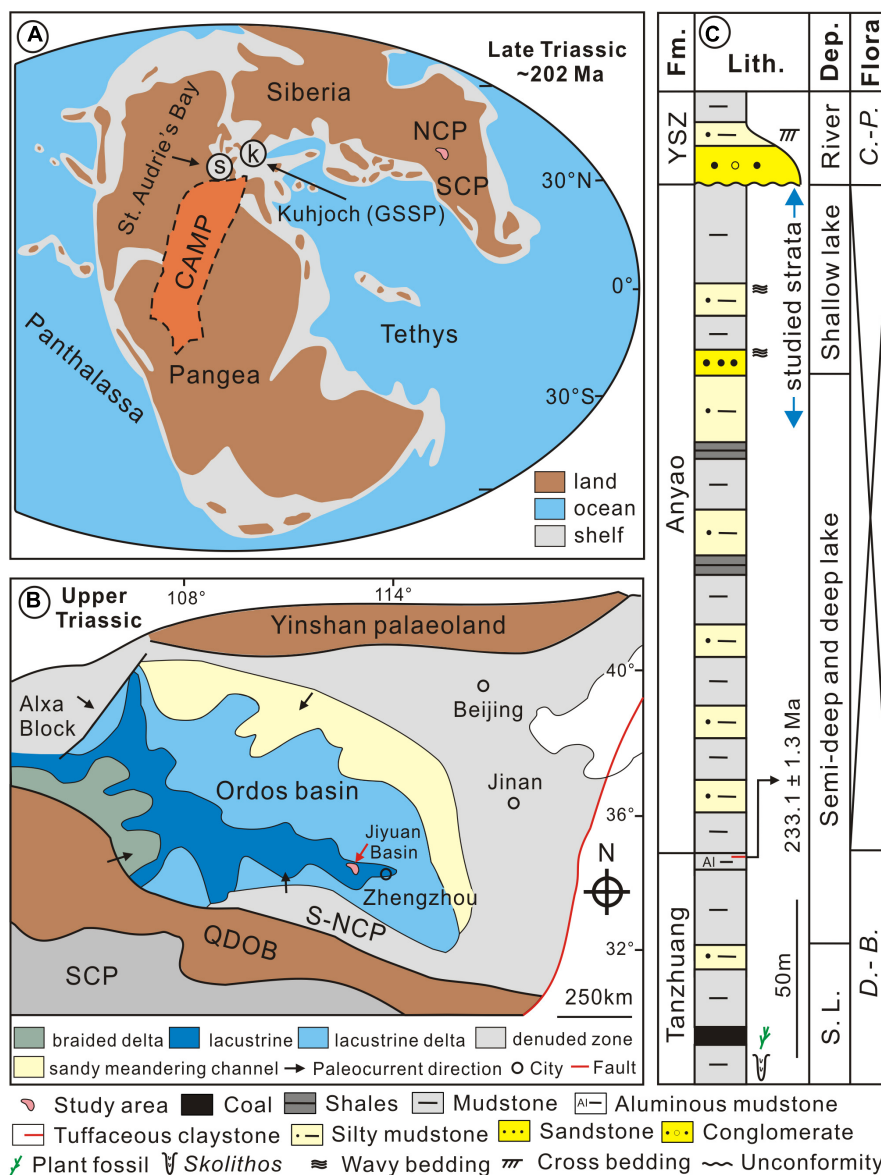 A
Late Triassic
~202 Ma
Siberia
St. Audrie's Bay
NCP
s
k
SCP
30°N
Kuhjoch (GSSP)
CAMP
0°
Tethys
Panthalassa
Pangea
30°S
land
ocean
shelf
B
Upper
Triassic
108°
114°
Yinshan palaeoland
40°
Alxa
Block
Beijing
Ordos basin
Jinan
36°
Jiyuan
Basin
N
Zhengzhou
S-NCP
QDOB
32°
SCP
250km
braided delta
lacustrine
lacustrine delta
denuded zone
sandy meandering channel
Paleocurrent direction
City
Fault
C
Fm.
Lith.
Dep.
Flora
YSZ
River
C.-P.
studied strata
Shallow lake
Anyao
Semi-deep and deep lake
233.1 ± 1.3 Ma
Al
Tanzhuang
50m
S. L.
D.- B.
Study area
Coal
Shales
Mudstone
Al
Aluminous mudstone
Tuffaceous claystone
Silty mudstone
Sandstone
Conglomerate
Plant fossil
Skolithos
Wavy bedding
Cross bedding
Unconformity